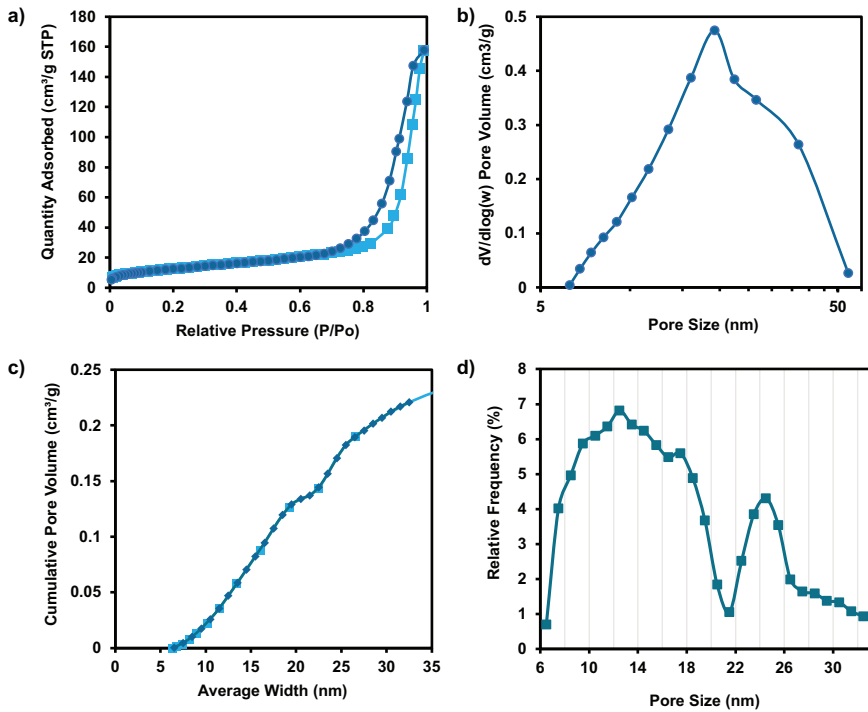 a)
Quantity Adsorbed (cm³/g STP)
180
160
140
120
100
80
60
40
20
0
0 0.2 0.4 0.6 0.8 1
Relative Pressure (P/Po)
b)
dV/dlog(w) Pore Volume (cm3/g)
0.5
0.4
0.3
0.2
0.1
0
5 50
Pore Size (nm)
c)
Cumulative Pore Volume (cm³/g)
0.25
0.2
0.15
0.1
0.05
0
0 5 10 15 20 25 30 35
Average Width (nm)
d)
Relative Frequency (%)
8
7
6
5
4
3
2
1
0
6 10 14 18 22 26 30
Pore Size (nm)